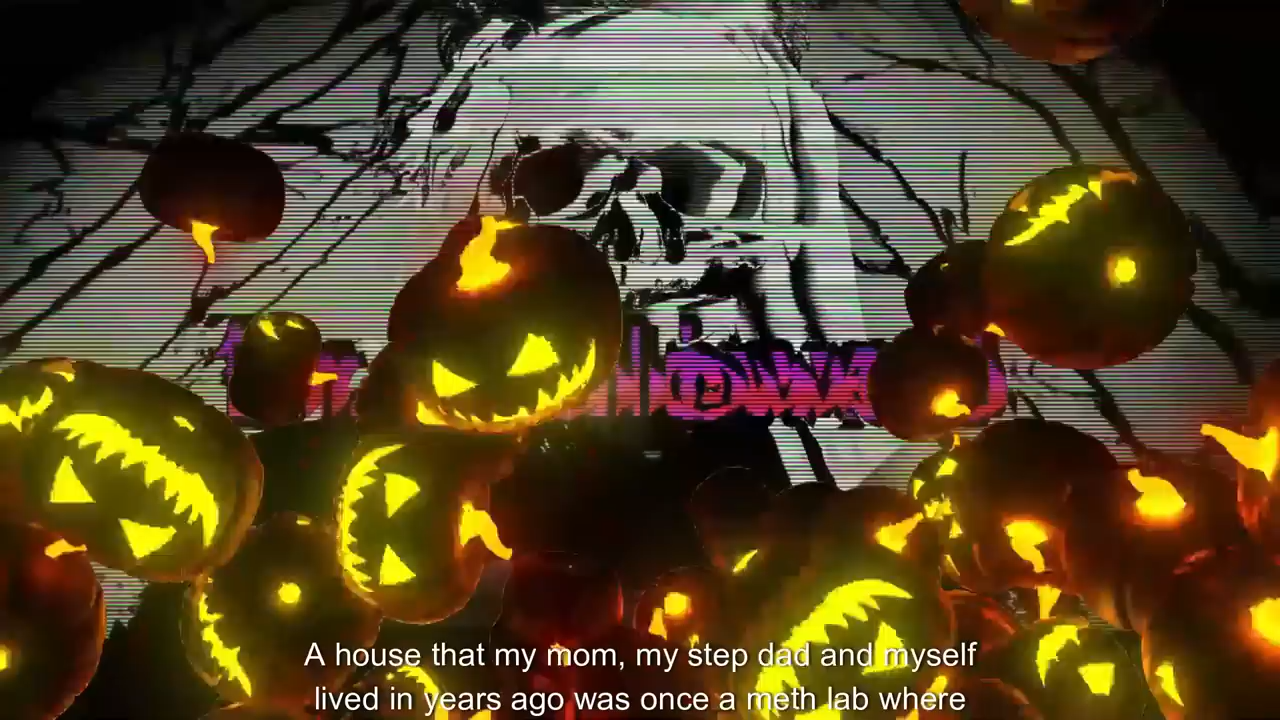 A house that my mom, my step dad and myself
lived in years ago was once a meth lab where